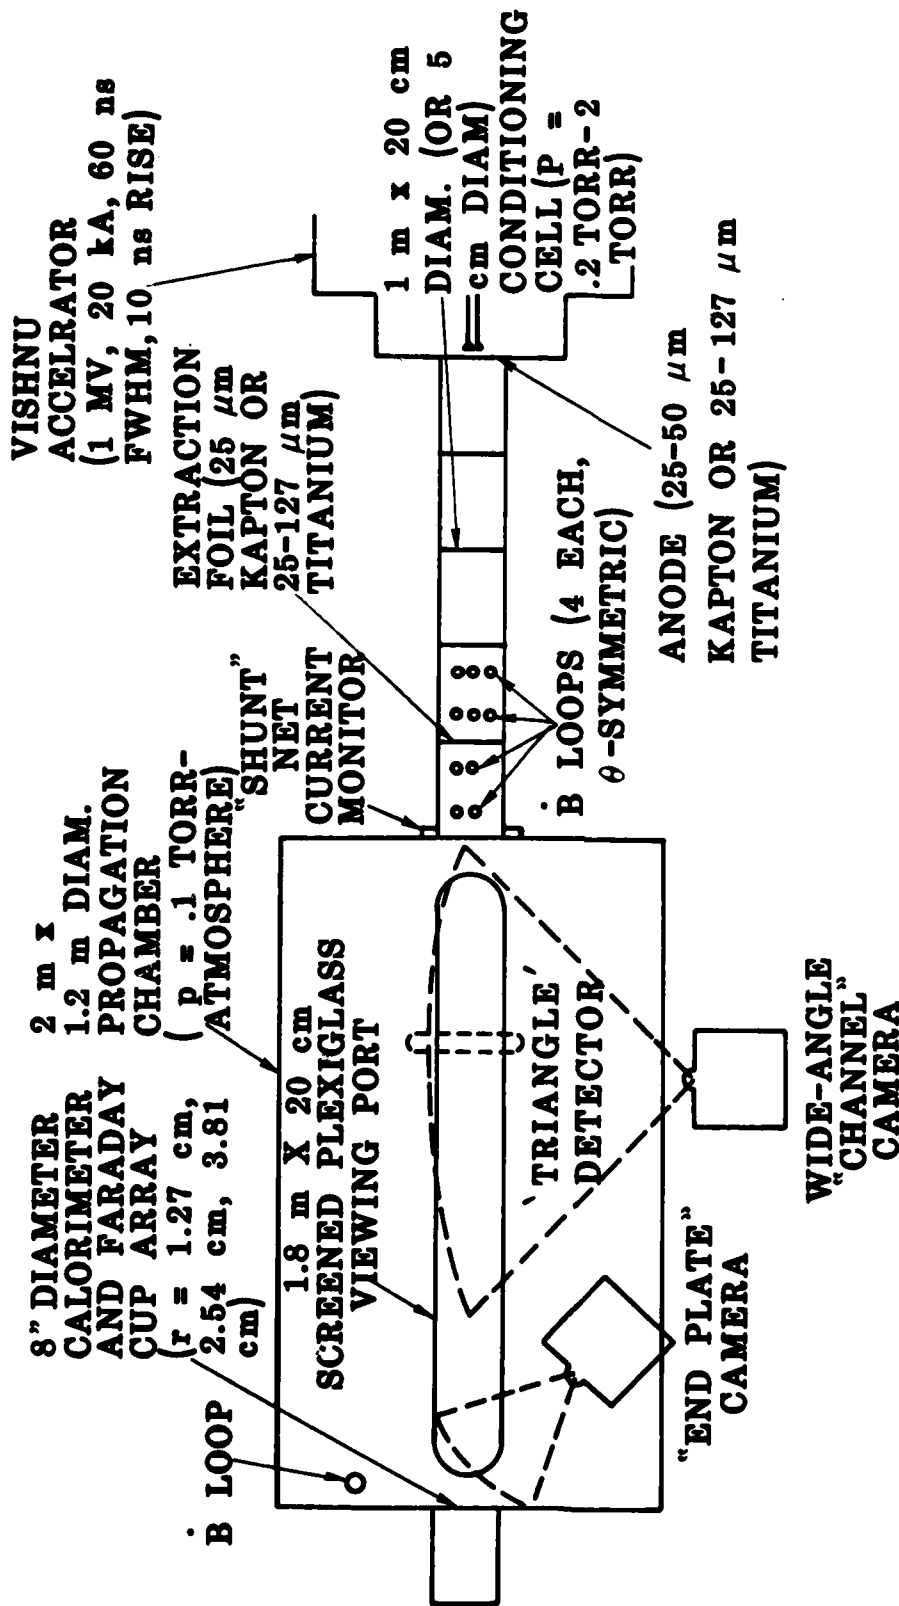 VISHNU
ACCELRATOR
(1 MV, 20 kA, 60 ns
FWHM, 10 ns RISE)
EXTRACTION
FOIL (25 μm
KAPTON OR
25-127 μm
TITANIUM)
1 m x 20 cm
DIAM. (OR 5
cm DIAM)
CONDITIONING
CELL (P =
.2 TORR-2
TORR)
ANODE (25-50 μm
KAPTON OR 25-127 μm
TITANIUM)
Ḃ LOOPS (4 EACH,
θ-SYMMETRIC)
"SHUNT"
NET
CURRENT
MONITOR
2 m x
1.2 m DIAM.
PROPAGATION
CHAMBER
( p = .1 TORR-
ATMOSPHERE)
8" DIAMETER
CALORIMETER
AND FARADAY
CUP ARRAY
(r = 1.27 cm,
2.54 cm, 3.81
cm)
Ḃ LOOP
1.8 m X 20 cm
SCREENED PLEXIGLASS
VIEWING PORT
TRIANGLE
DETECTOR
"END PLATE"
CAMERA
WIDE-ANGLE
"CHANNEL"
CAMERA